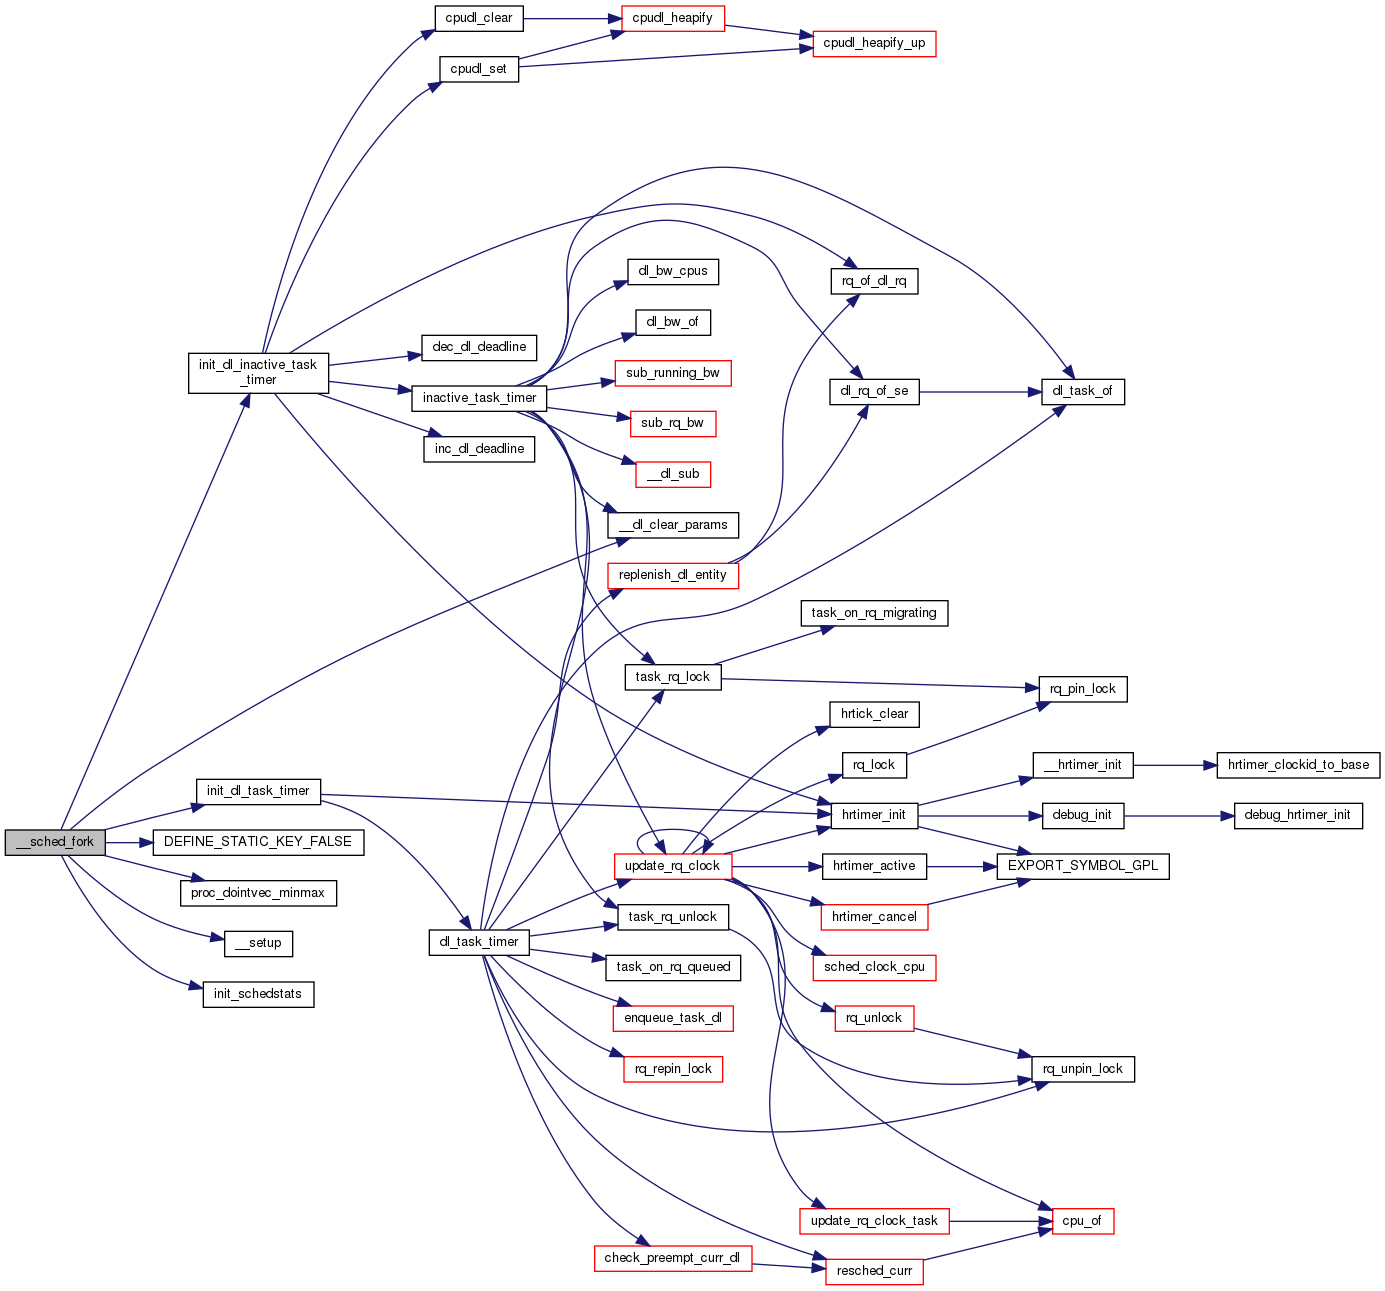 cpudl_clear
cpudl_heapify
cpudl_heapify_up
cpudl_set
dl_bw_cpus
rq_of_dl_rq
dl_bw_of
dec_dl_deadline
init_dl_inactive_task
_timer
sub_running_bw
inactive_task_timer
dl_rq_of_se
dl_task_of
sub_rq_bw
inc_dl_deadline
__dl_sub
__dl_clear_params
replenish_dl_entity
task_on_rq_migrating
task_rq_lock
rq_pin_lock
hrtick_clear
rq_lock
__hrtimer_init
hrtimer_clockid_to_base
init_dl_task_timer
hrtimer_init
debug_init
debug_hrtimer_init
__sched_fork
DEFINE_STATIC_KEY_FALSE
update_rq_clock
hrtimer_active
EXPORT_SYMBOL_GPL
proc_dointvec_minmax
task_rq_unlock
hrtimer_cancel
__setup
dl_task_timer
task_on_rq_queued
sched_clock_cpu
init_schedstats
enqueue_task_dl
rq_unlock
rq_repin_lock
rq_unpin_lock
update_rq_clock_task
cpu_of
check_preempt_curr_dl
resched_curr